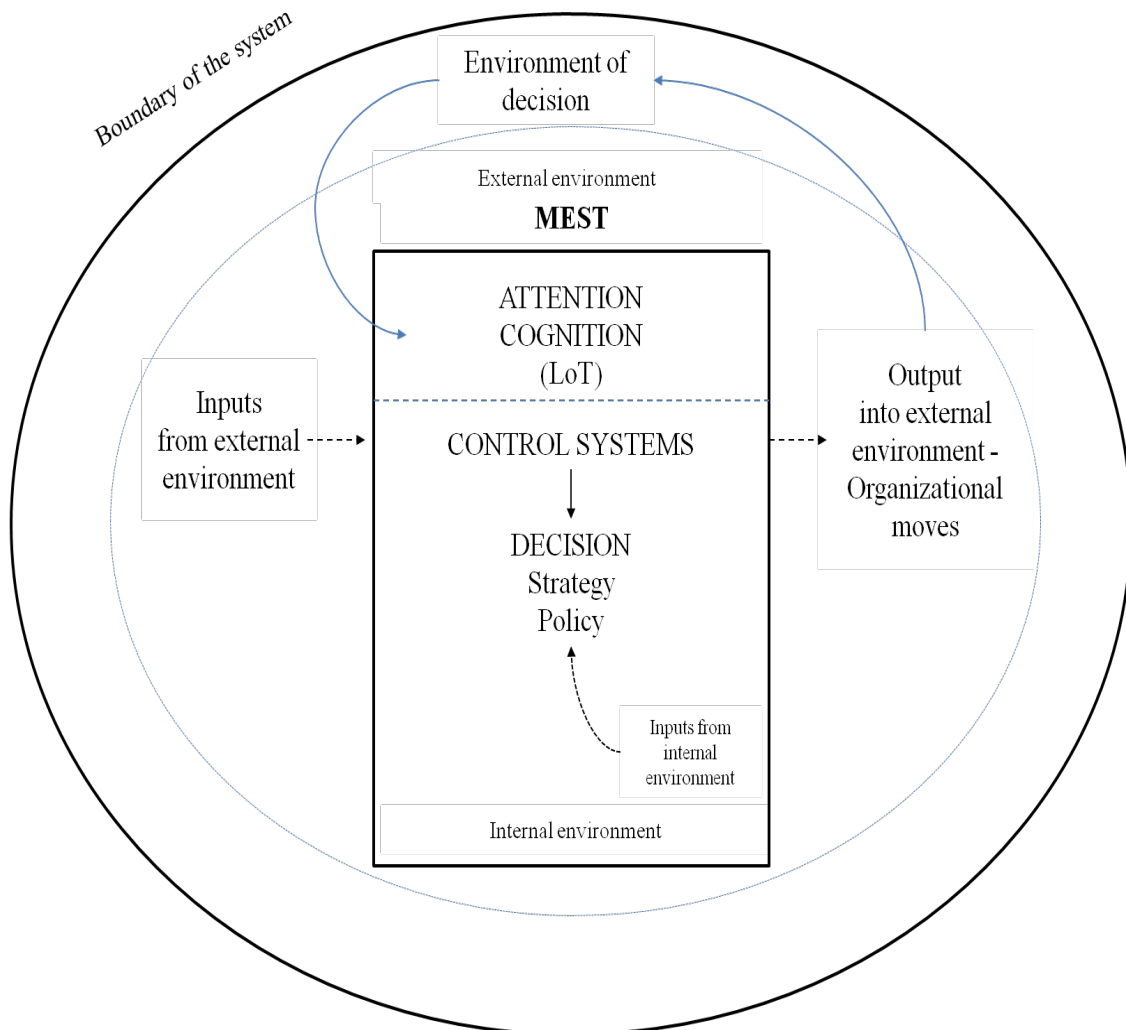 Boundary of the system
Environment of
decision
External environment
MEST
ATTENTION
COGNITION
(LoT)
Inputs
from external
environment
CONTROL SYSTEMS
DECISION
Strategy
Policy
Output
into external
environment -
Organizational
moves
Inputs from
internal
environment
Internal environment